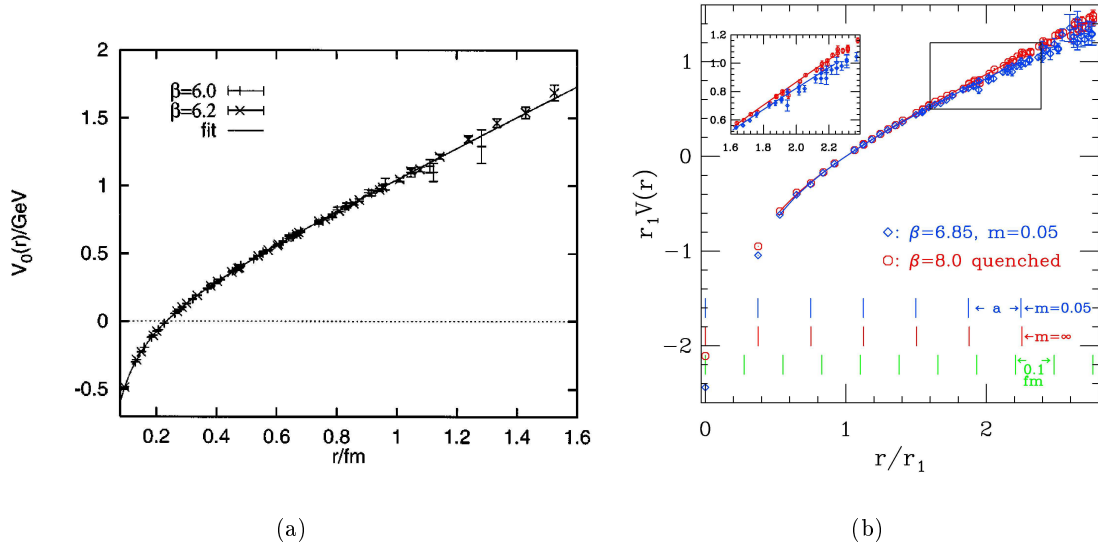 2
1.5
1
0.5
0
-0.5
V₀(r)/GeV
β=6.0
β=6.2
fit
0.2
0.4
0.6
0.8
1
1.2
1.4
1.6
r/fm
(a)
1
0
-1
-2
r₁V(r)
1.0
0.8
0.6
1.6
1.8
2.0
2.2
: β=6.85, m=0.05
: β=8.0 quenched
a
m=0.05
m=∞
0.1
fm
0
1
2
r/r₁
(b)